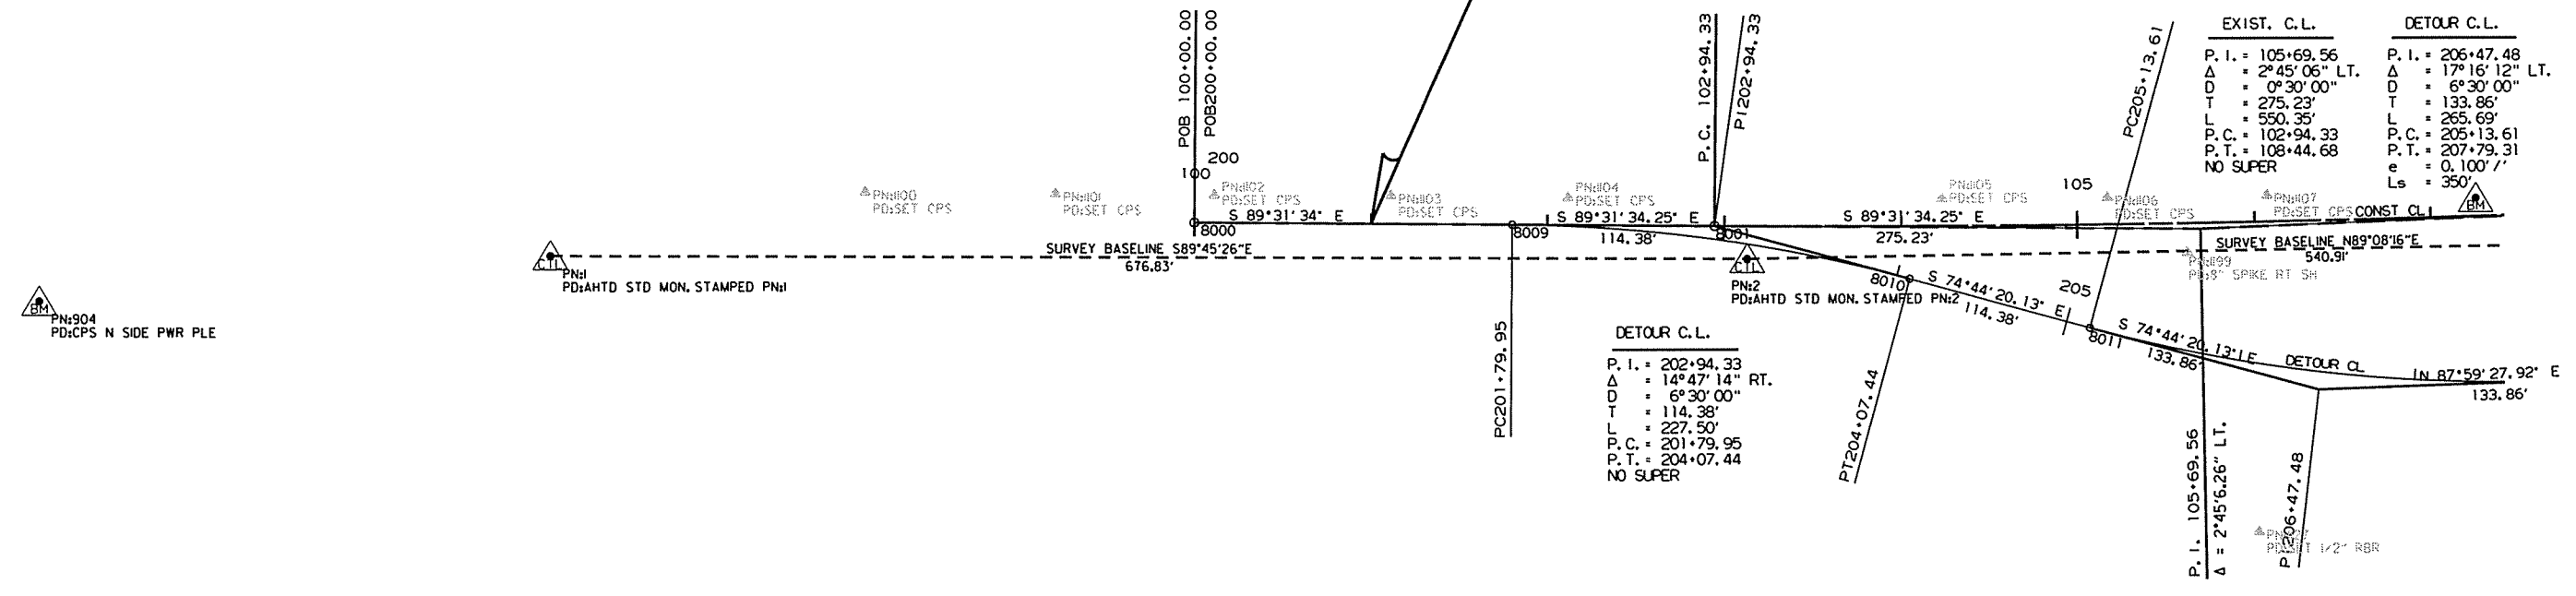 POB 100+00.00
POB200+00.00
200
100
P.C. 102+94.33
PI202+94.33
PC205+13.61
EXIST. C.L.
P.I. = 105+69.56
Δ = 2°45'06" LT.
D = 0°30'00"
T = 275.23'
L = 550.35'
P.C. = 102+94.33
P.T. = 108+44.68
NO SUPER
DETOUR C.L.
P.I. = 206+47.48
Δ = 17°16'12" LT.
D = 6°30'00"
T = 133.86'
L = 265.69'
P.C. = 205+13.61
P.T. = 207+79.31
e = 0.100'/'
Ls = 350'
PN:1100
PD:SET CPS
PN:1101
PD:SET CPS
PN:1102
PD:SET CPS
PN:1103
PD:SET CPS
PN:1104
PD:SET CPS
PN:1105
PD:SET CPS
105
PN:1106
PD:SET CPS
PN:1107
PD:SET CPS
CONST CL
BM
S 89°31'34" E
8000
8009
S 89°31'34.25" E
114.38'
8001
S 89°31'34.25" E
275.23'
SURVEY BASELINE S89°45'26"E
676.83'
SURVEY BASELINE N89°08'16"E
540.91'
PN:1199
PD:8" SPIKE RT SH
CTL
PN:1
PD:AHTD STD MON. STAMPED PN:1
CTL
PN:2
PD:AHTD STD MON. STAMPED PN:2
BM
PN:904
PD:CPS N SIDE PWR PLE
8010
S 74°44'20.13" E
114.38'
205
8011
S 74°44'20.13" E
133.86'
DETOUR CL
N 87°59'27.92" E
133.86'
PC201+79.95
DETOUR C.L.
P.I. = 202+94.33
Δ = 14°47'14" RT.
D = 6°30'00"
T = 114.38'
L = 227.50'
P.C. = 201+79.95
P.T. = 204+07.44
NO SUPER
PT204+07.44
P.I. 105+69.56
Δ = 2°45'6.26" LT.
PI206+47.48
PD:SET 1/2" RBR